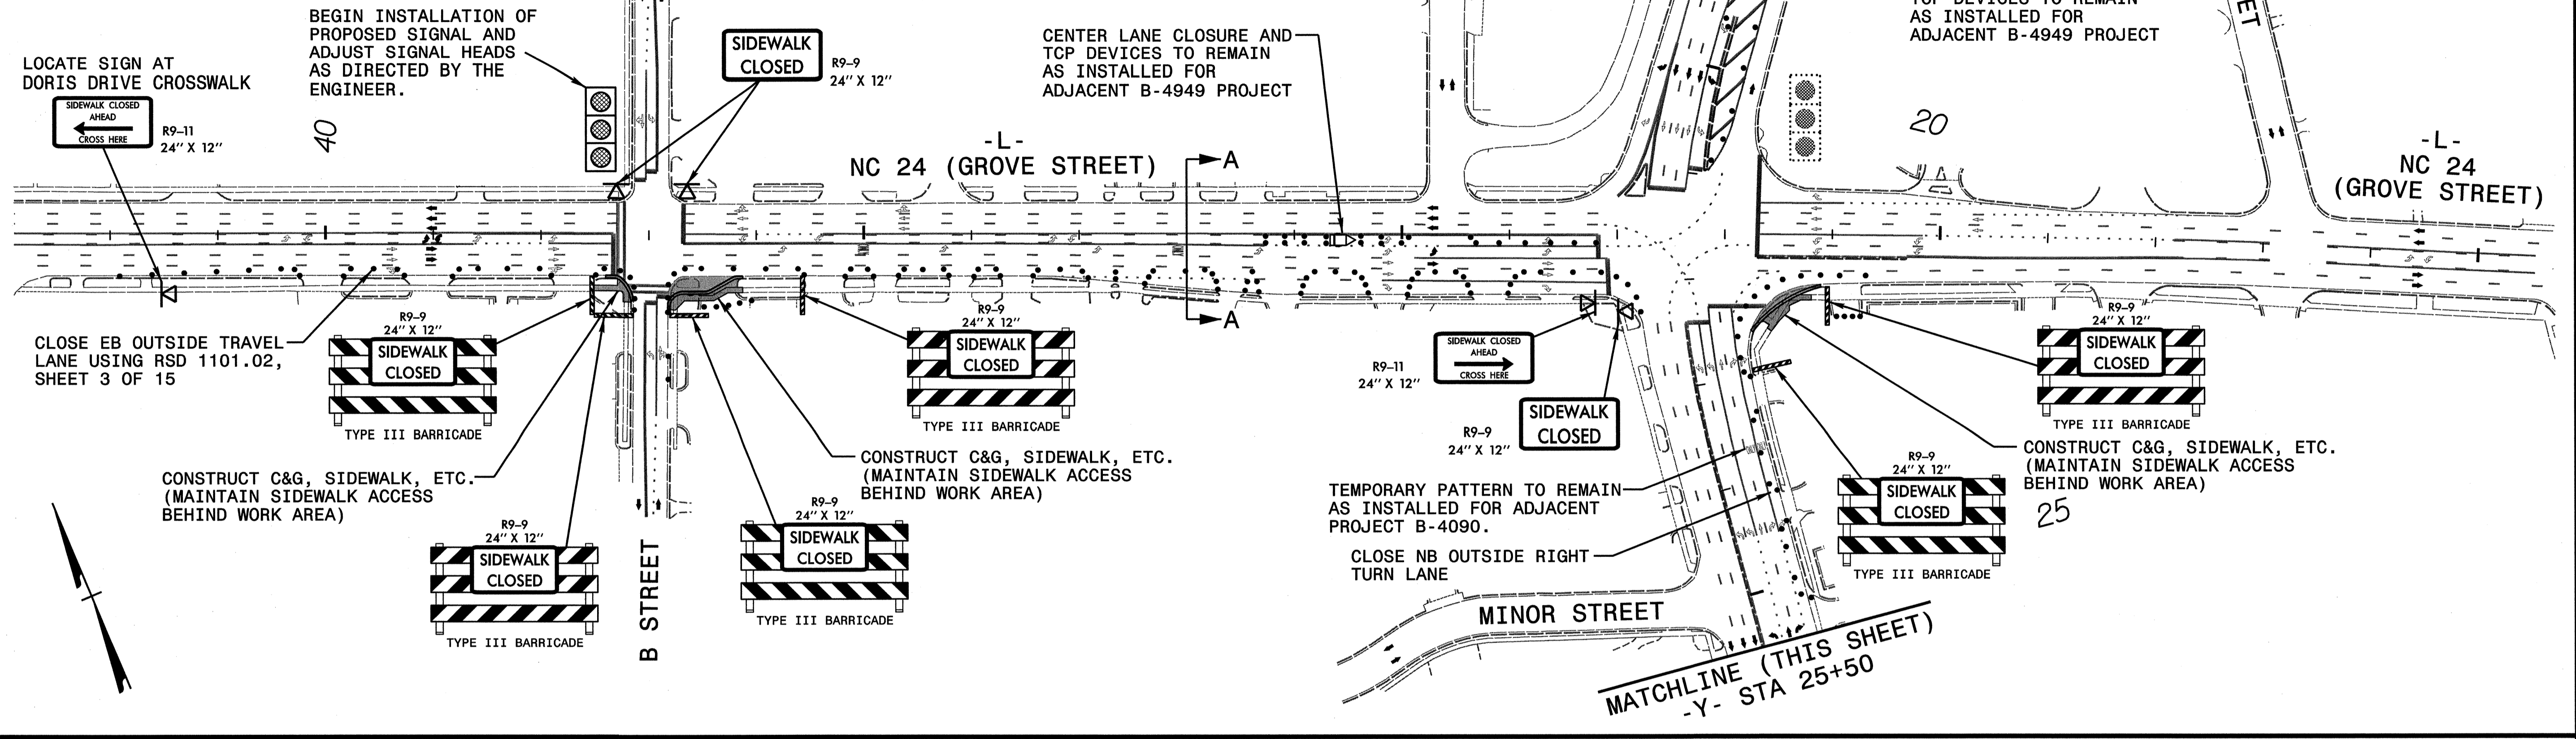 BEGIN INSTALLATION OF
PROPOSED SIGNAL AND
ADJUST SIGNAL HEADS
AS DIRECTED BY THE
ENGINEER.
LOCATE SIGN AT
DORIS DRIVE CROSSWALK
SIDEWALK CLOSED
AHEAD
CROSS HERE
R9-11
24" X 12"
40
SIDEWALK
CLOSED
R9-9
24" X 12"
CENTER LANE CLOSURE AND
TCP DEVICES TO REMAIN
AS INSTALLED FOR
ADJACENT B-4949 PROJECT
-L-
NC 24 (GROVE STREET)
A
A
TCP DEVICES TO REMAIN
AS INSTALLED FOR
ADJACENT B-4949 PROJECT
20
-L-
NC 24
(GROVE STREET)
CLOSE EB OUTSIDE TRAVEL
LANE USING RSD 1101.02,
SHEET 3 OF 15
R9-9
24" X 12"
SIDEWALK
CLOSED
TYPE III BARRICADE
R9-9
24" X 12"
SIDEWALK
CLOSED
TYPE III BARRICADE
CONSTRUCT C&G, SIDEWALK, ETC.
(MAINTAIN SIDEWALK ACCESS
BEHIND WORK AREA)
CONSTRUCT C&G, SIDEWALK, ETC.
(MAINTAIN SIDEWALK ACCESS
BEHIND WORK AREA)
R9-9
24" X 12"
SIDEWALK
CLOSED
TYPE III BARRICADE
B STREET
R9-9
24" X 12"
SIDEWALK
CLOSED
TYPE III BARRICADE
R9-11
24" X 12"
SIDEWALK CLOSED
AHEAD
CROSS HERE
R9-9
24" X 12"
SIDEWALK
CLOSED
TEMPORARY PATTERN TO REMAIN
AS INSTALLED FOR ADJACENT
PROJECT B-4090.
CLOSE NB OUTSIDE RIGHT
TURN LANE
MINOR STREET
MATCHLINE (THIS SHEET)
-Y- STA 25+50
R9-9
24" X 12"
SIDEWALK
CLOSED
TYPE III BARRICADE
CONSTRUCT C&G, SIDEWALK, ETC.
(MAINTAIN SIDEWALK ACCESS
BEHIND WORK AREA)
25
R9-9
24" X 12"
SIDEWALK
CLOSED
TYPE III BARRICADE